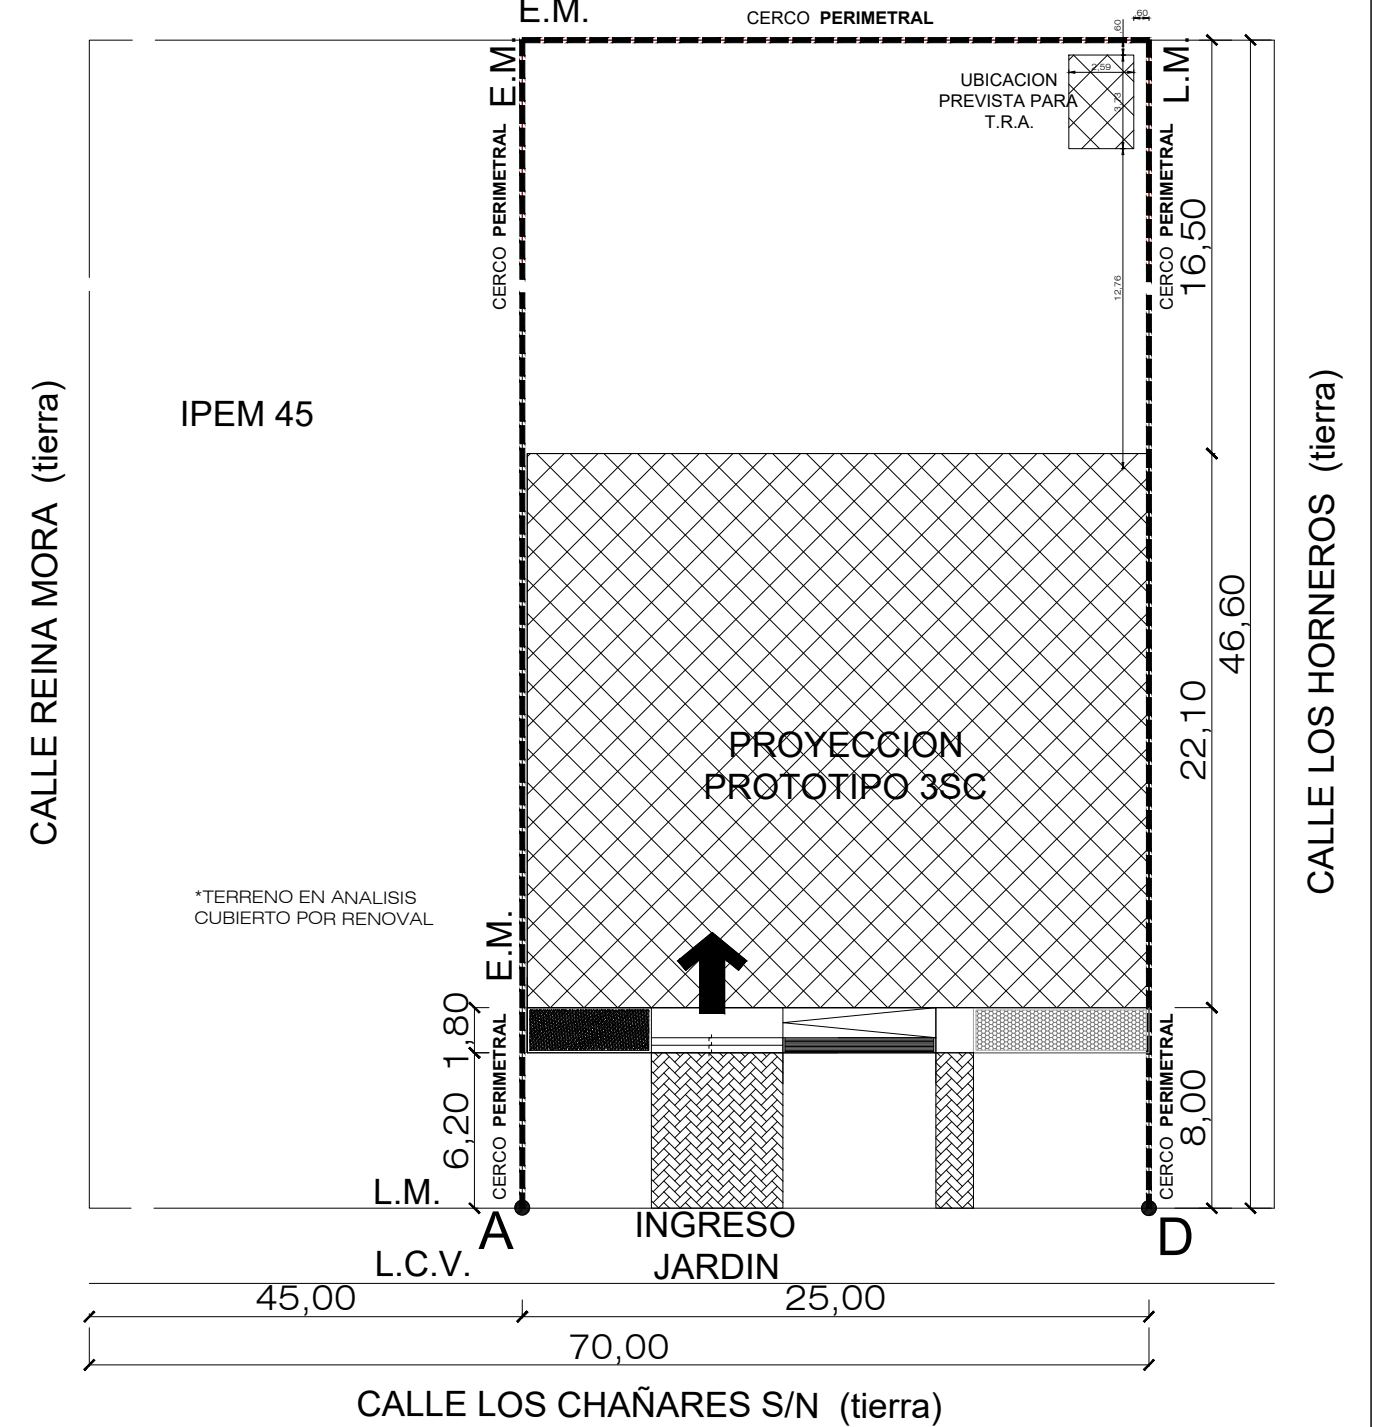 E.M.
CERCO PERIMETRAL
,60
,60
E.M.
L.M.
UBICACION
PREVISTA PARA
T.R.A.
2,59
3,73
CERCO PERIMETRAL
CERCO PERIMETRAL
16,50
12,76
IPEM 45
CALLE REINA MORA (tierra)
CALLE LOS HORNEROS (tierra)
46,60
22,10
PROYECCION
PROTOTIPO 3SC
*TERRENO EN ANALISIS
CUBIERTO POR RENOVAL
E.M.
1,80
6,20
CERCO PERIMETRAL
CERCO PERIMETRAL
8,00
L.M.
A
INGRESO
JARDIN
D
L.C.V.
45,00
25,00
70,00
CALLE LOS CHAÑARES S/N (tierra)